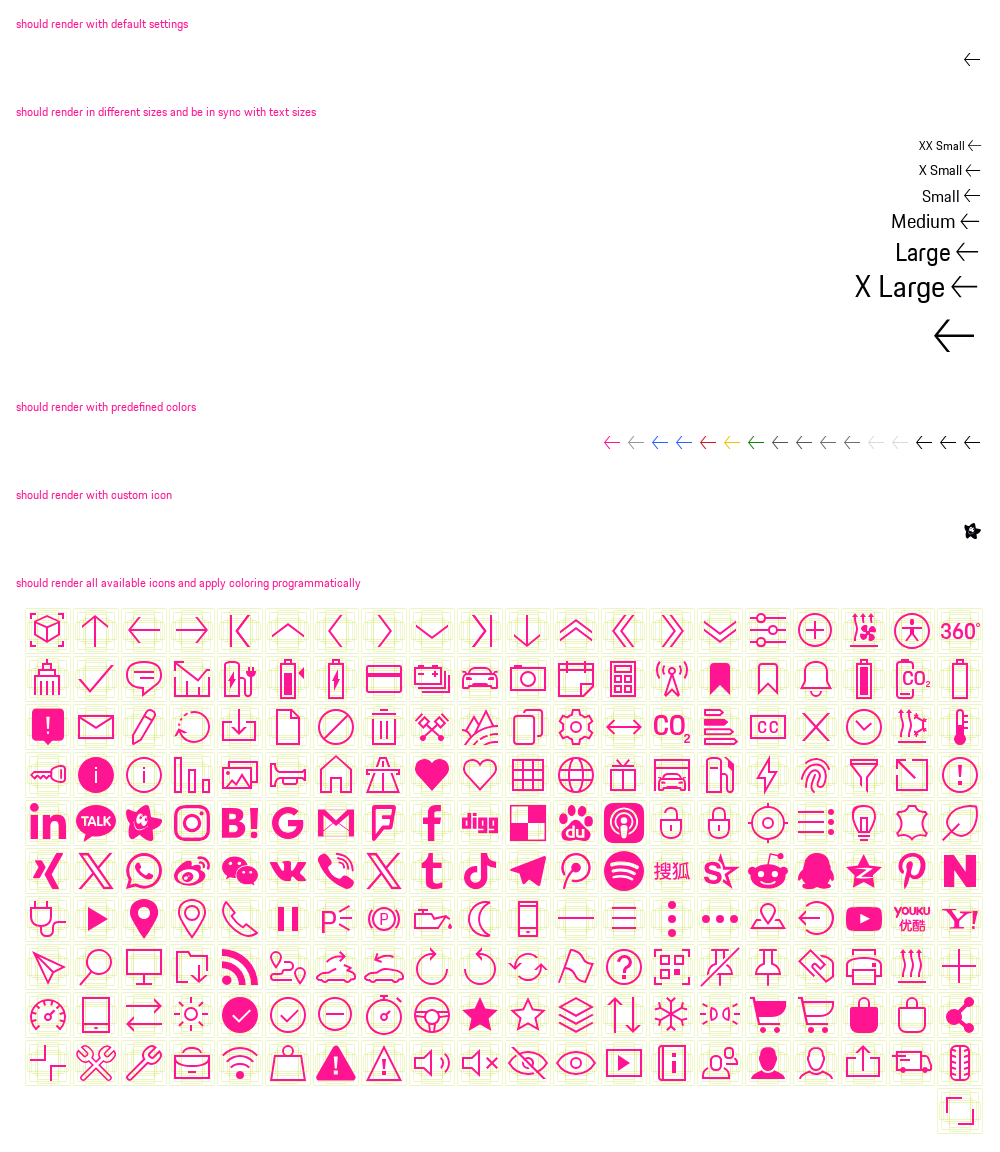 should render with default settings
should render in different sizes and be in sync with text sizes
XX Small
X Small
Small
Medium
Large
X Large
should render with predefined colors
should render with custom icon
should render all available icons and apply coloring programmatically
360°
CO₂
CO₂
CC
in
TALK
B!
G
f
digg
du
搜狐
S
Z
N
P
P
YOUKU
优酷
Y!